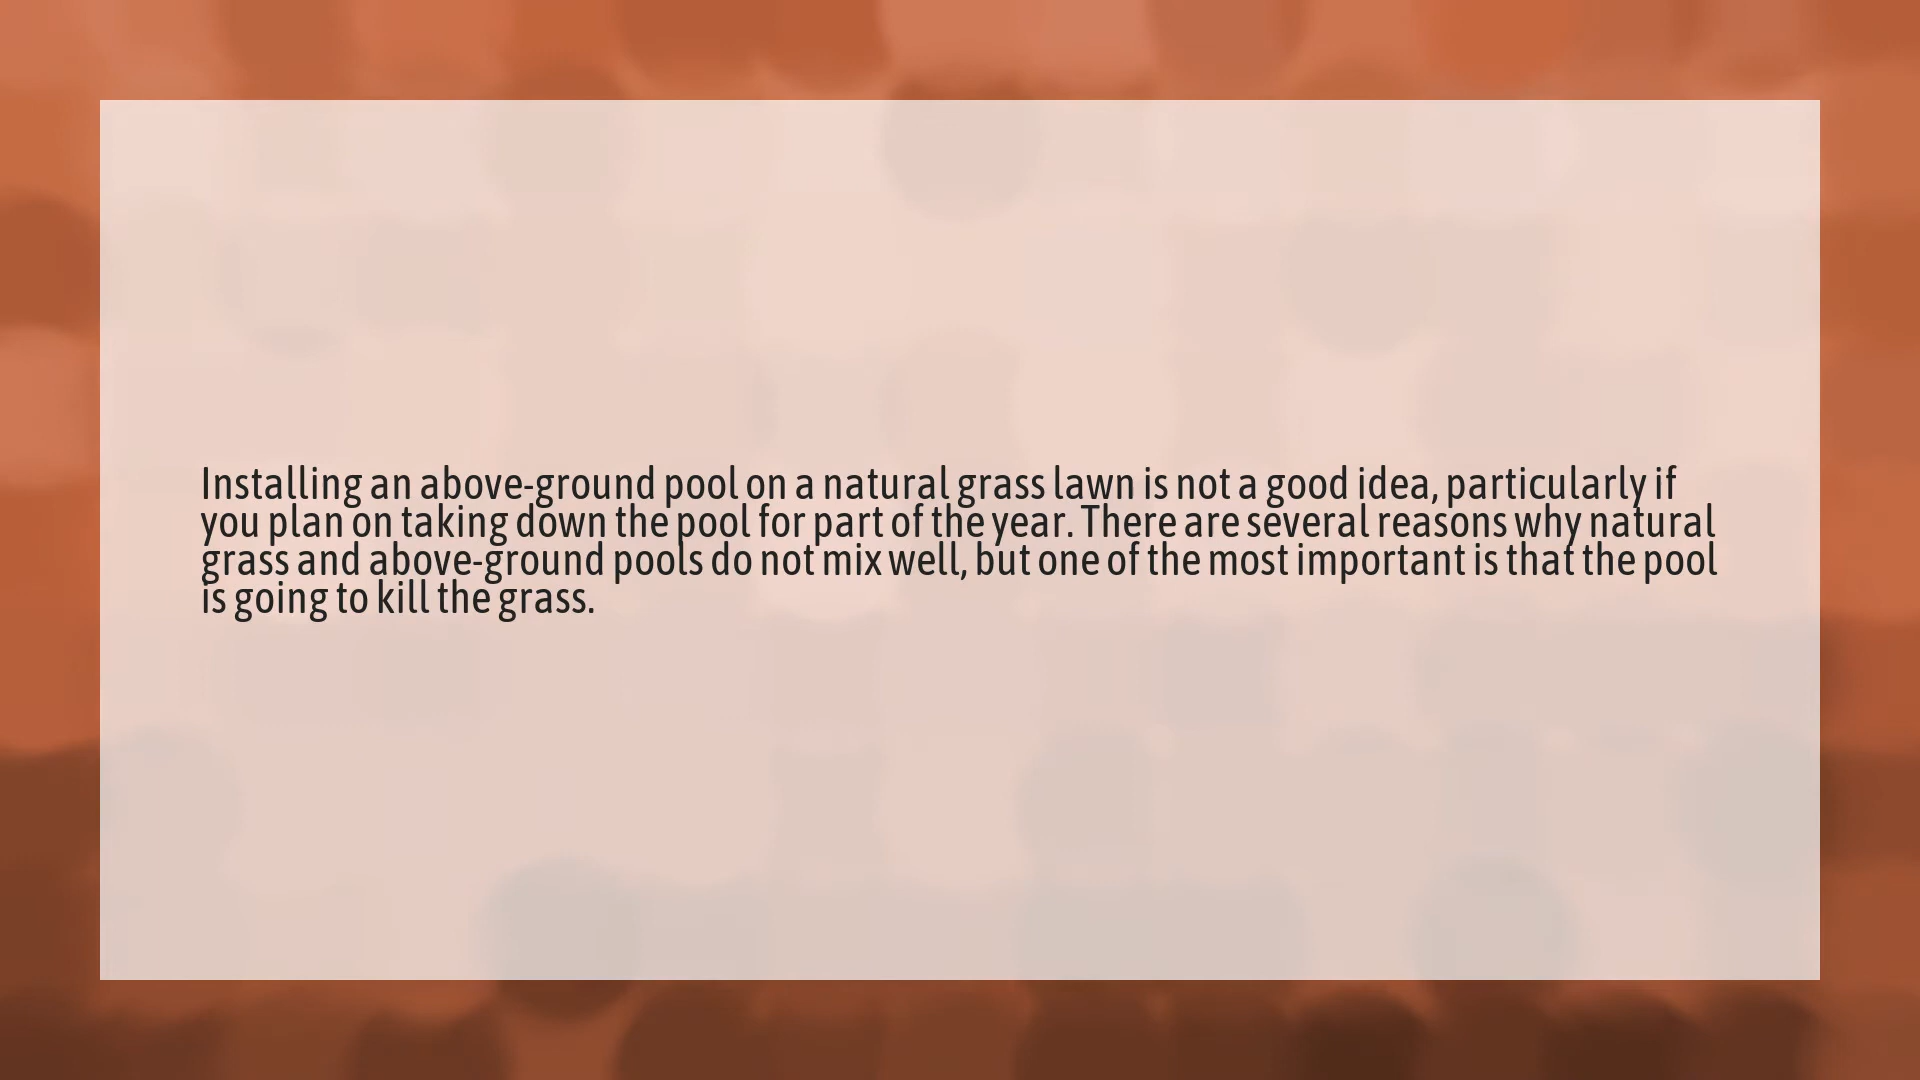 Installing an above-ground pool on a natural grass lawn is not a good idea, particularly if
you plan on taking down the pool for part of the year. There are several reasons why natural
grass and above-ground pools do not mix well, but one of the most important is that the pool
is going to kill the grass.